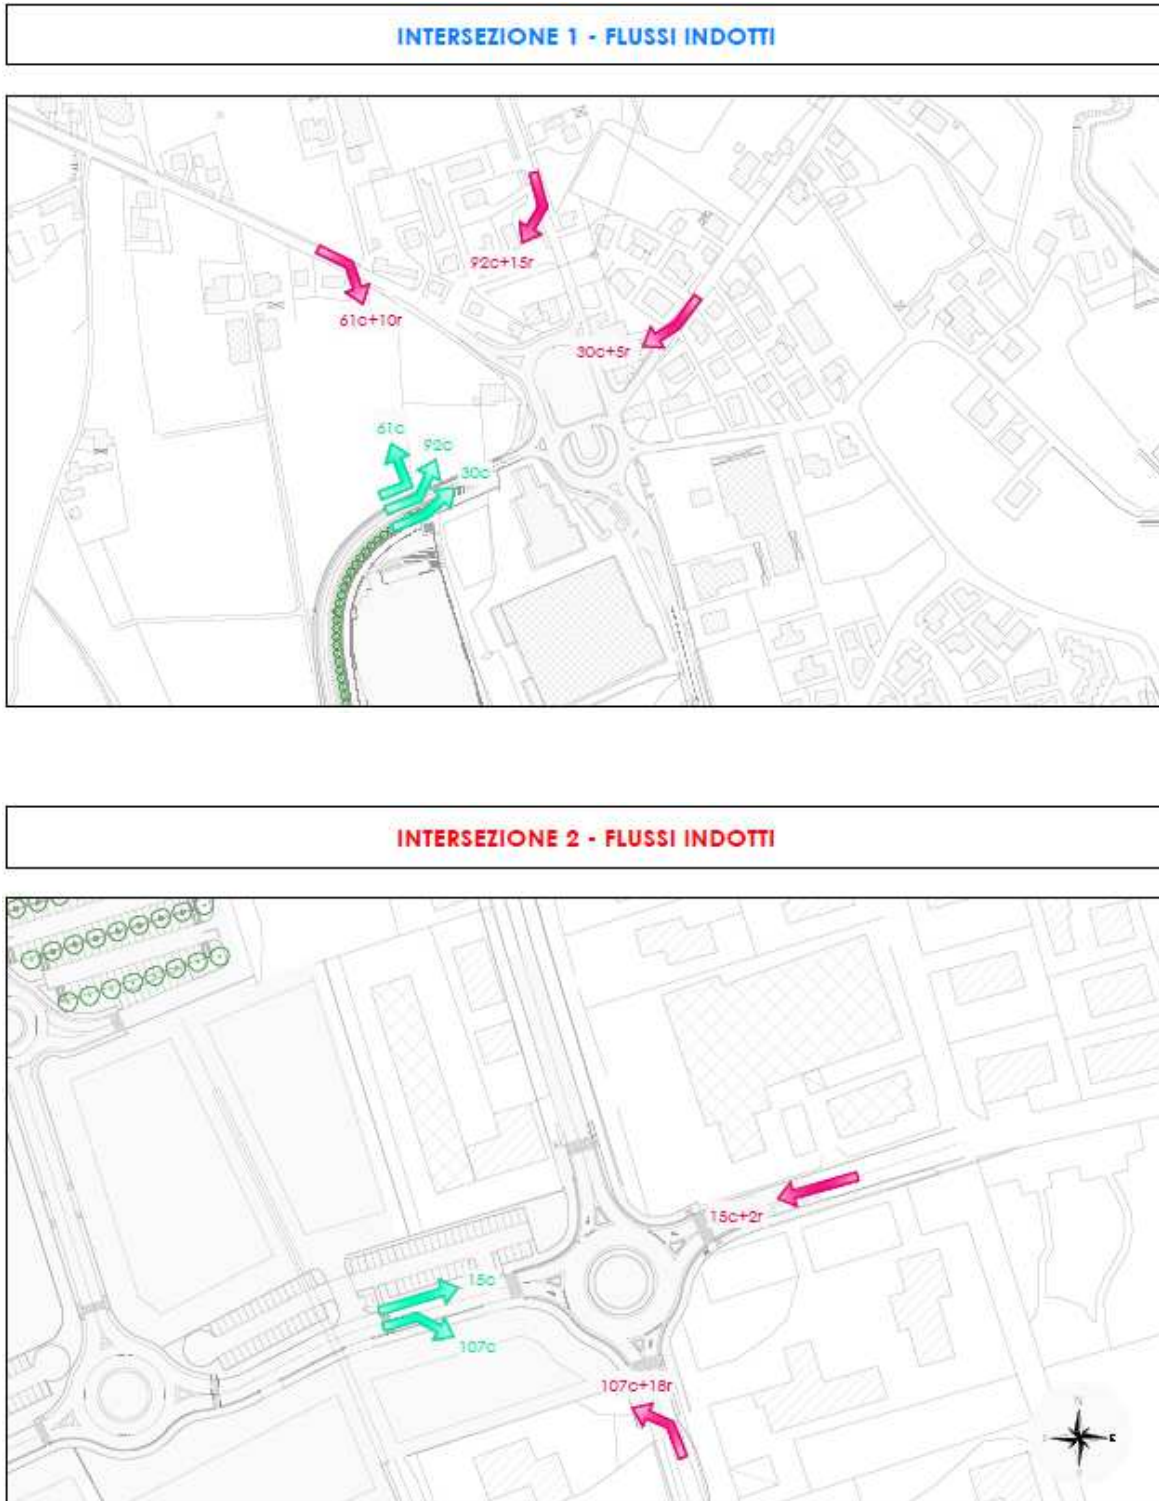 INTERSEZIONE 1 - FLUSSI INDOTTI
92c+15r
61c+10r
30c+5r
61c
92c
30c
INTERSEZIONE 2 - FLUSSI INDOTTI
15c+2r
15c
107c
107c+18r
N
E